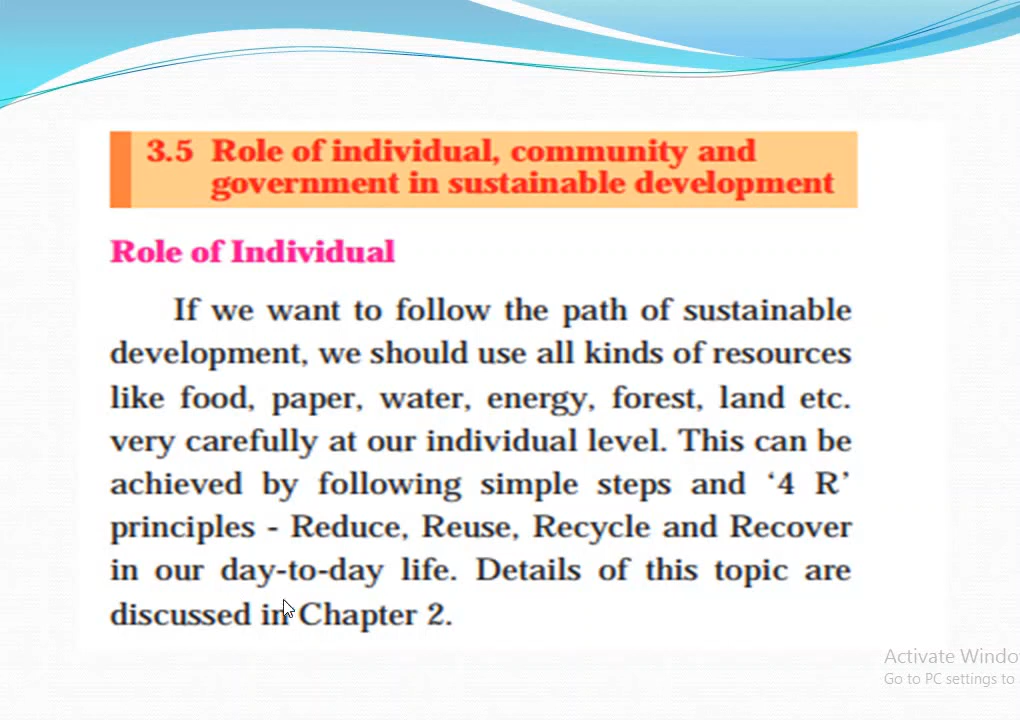 3.5 Role of individual, community and
government in sustainable development
Role of Individual
If we want to follow the path of sustainable
development, we should use all kinds of resources
like food, paper, water, energy, forest, land etc.
very carefully at our individual level. This can be
achieved by following simple steps and ‘4 R’
principles - Reduce, Reuse, Recycle and Recover
in our day-to-day life. Details of this topic are
discussed in Chapter 2.
Activate Windo
Go to PC settings to